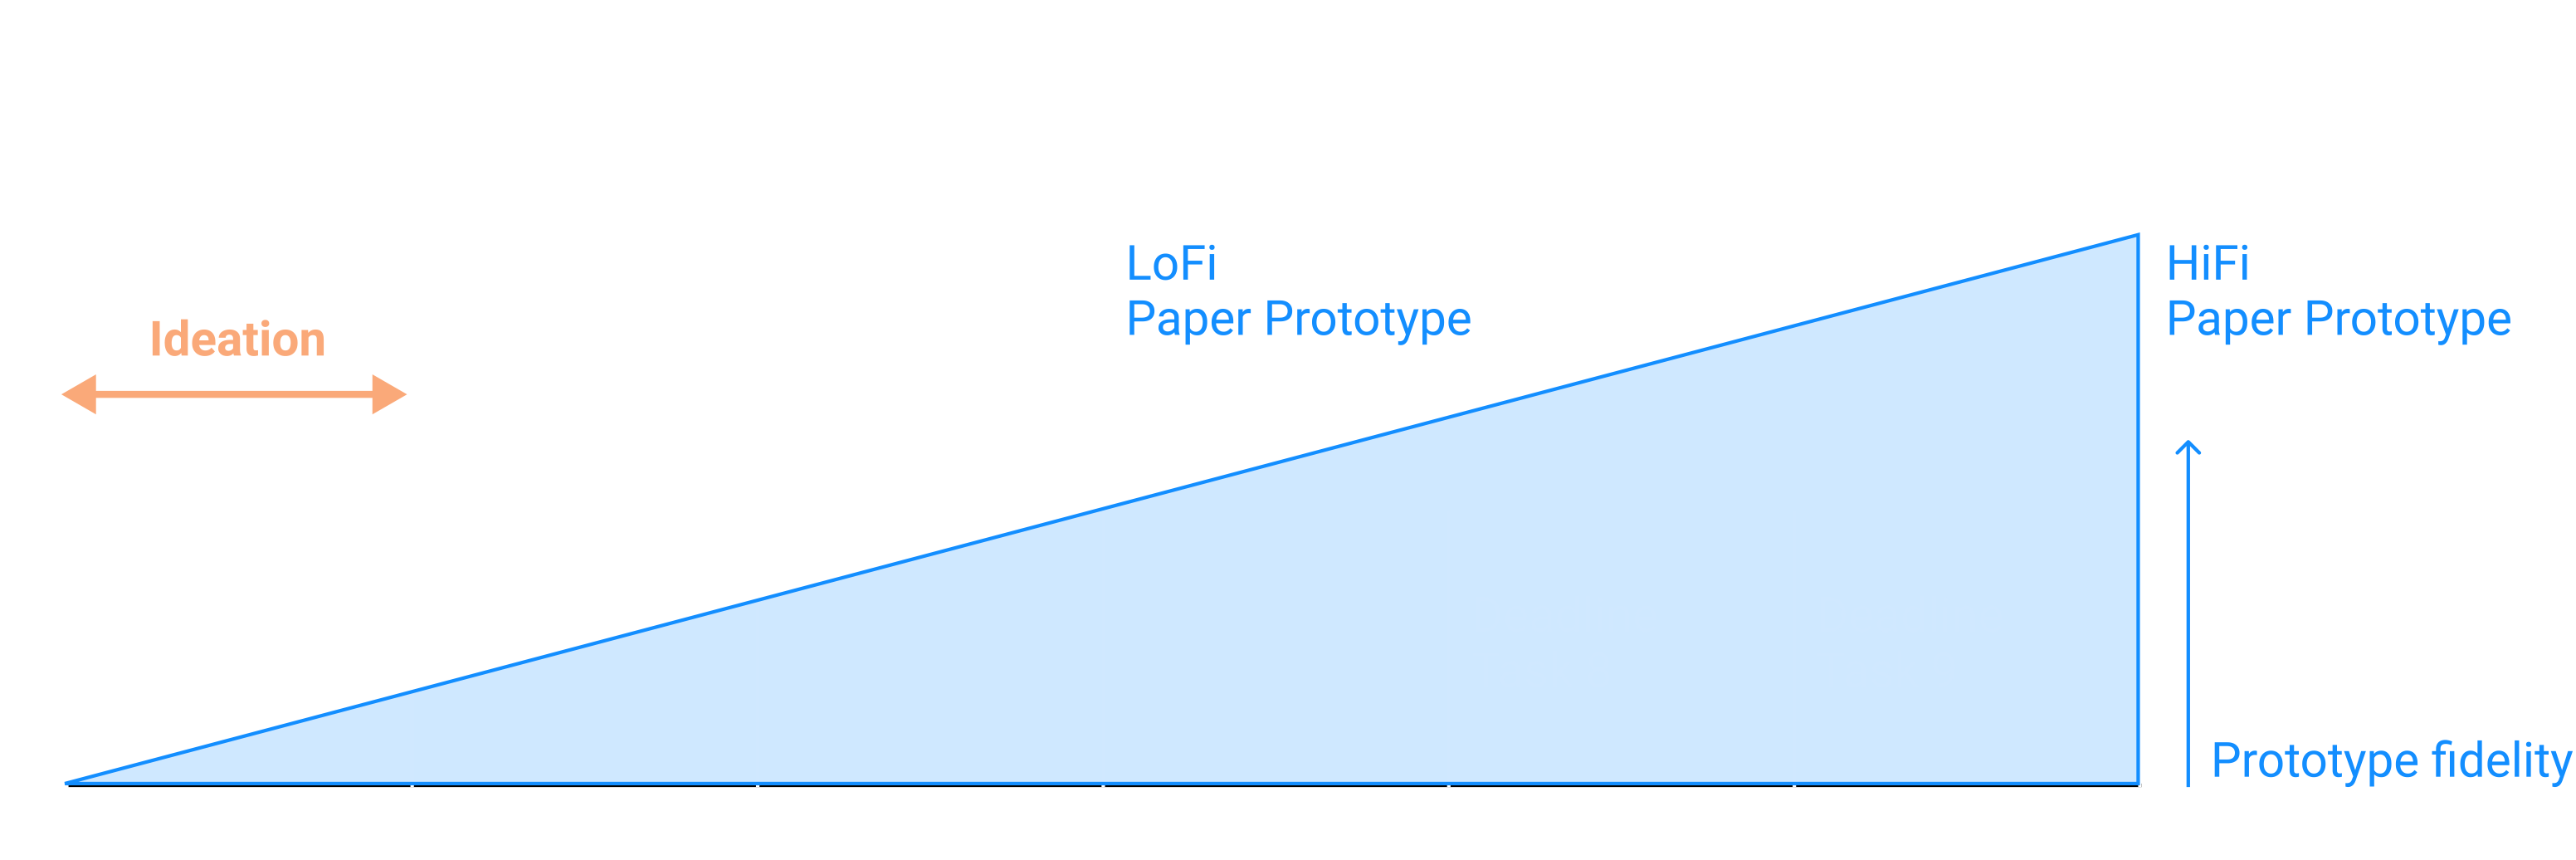 LoFi
Paper Prototype
HiFi
Paper Prototype
Ideation
Prototype fidelity